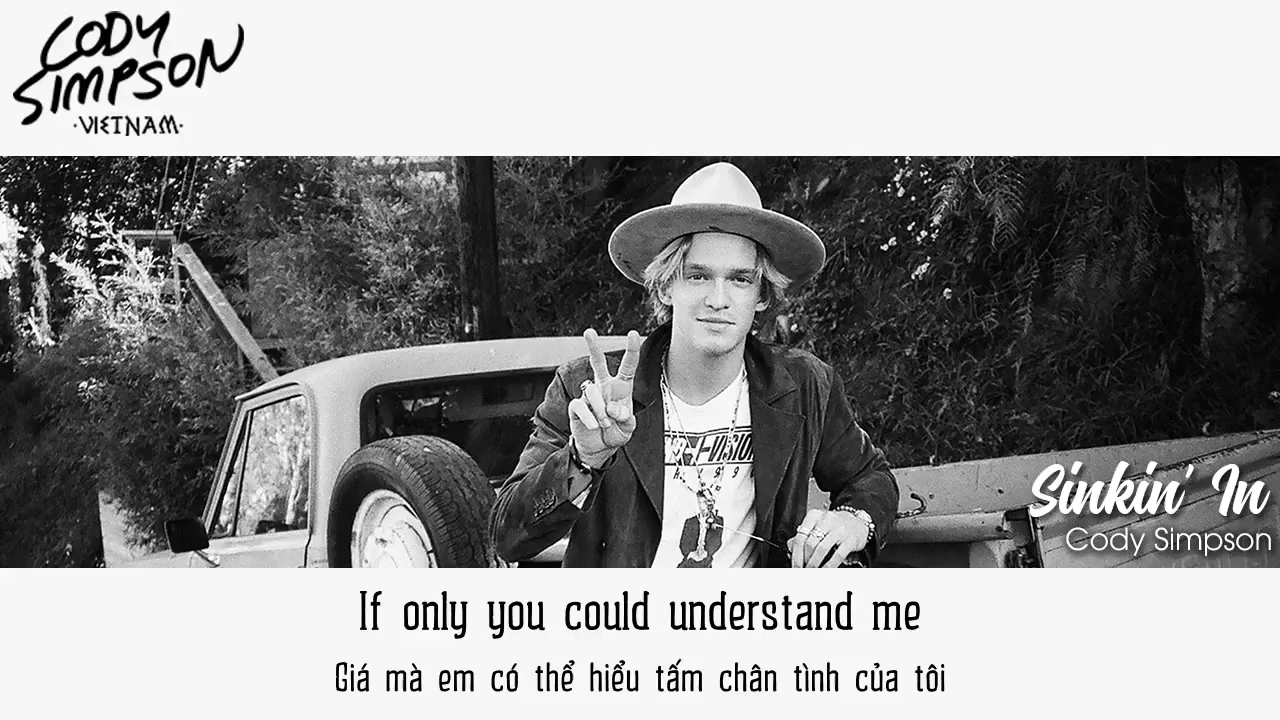 CODY
SIMPSON
·VIETNAM·
Sinkin' In
Cody Simpson
If only you could understand me
Giá mà em có thể hiểu tấm chân tình của tôi